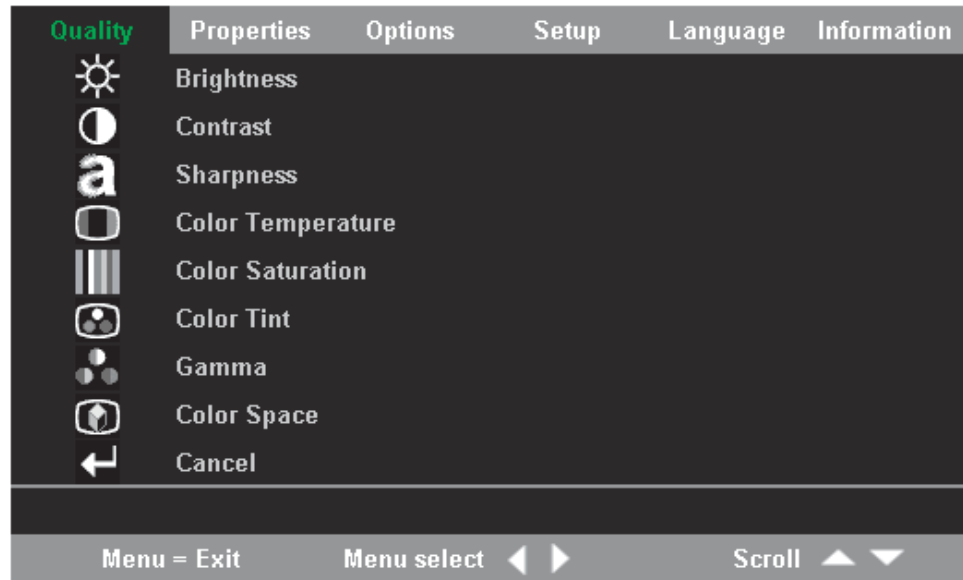 Quality Properties Options Setup Language Information
Brightness
Contrast
Sharpness
Color Temperature
Color Saturation
Color Tint
Gamma
Color Space
Cancel
Menu = Exit Menu select Scroll